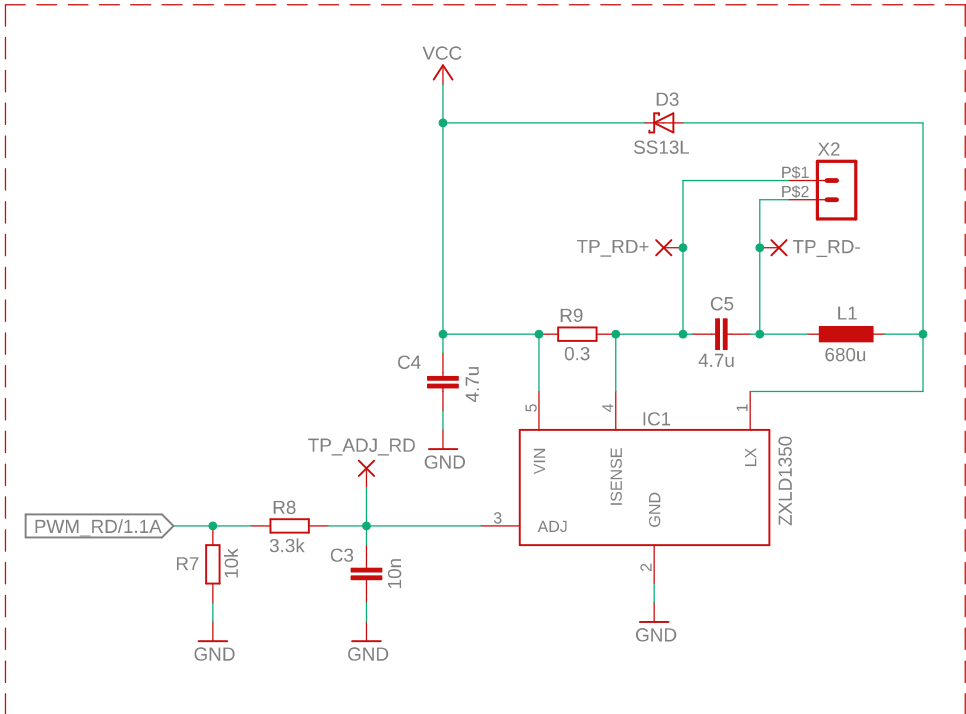 VCC
D3
SS13L
X2
P$1
P$2
TP_RD+
TP_RD-
C5
4.7u
L1
680u
R9
0.3
C4
4.7u
5
4
1
IC1
VIN
ISENSE
LX
GND
ADJ
ZXLD1350
GND
TP_ADJ_RD
PWM_RD/1.1A
R8
3.3k
3
R7
10k
C3
10n
2
GND
GND
GND